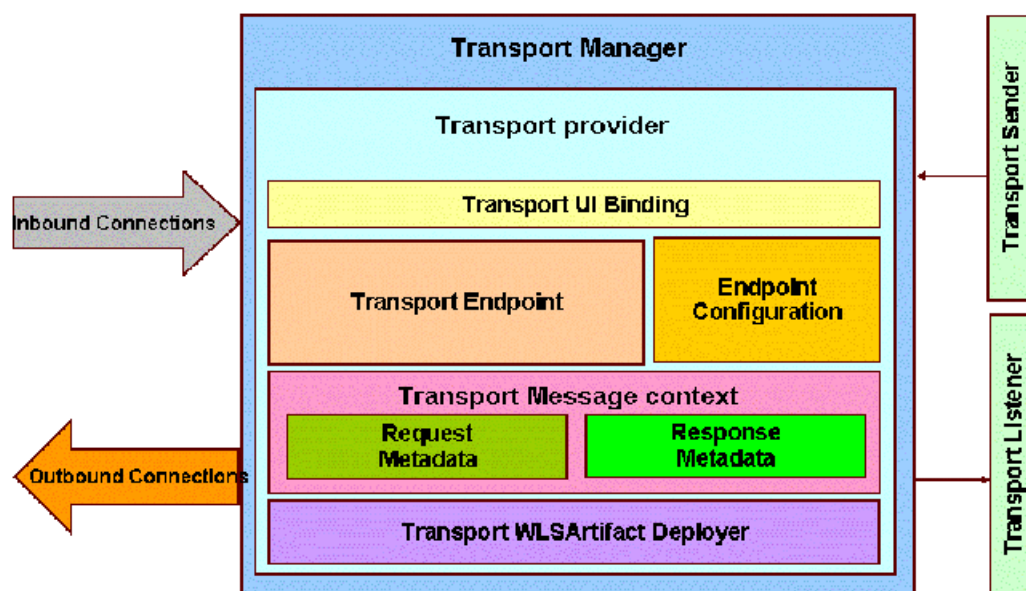 Transport Manager
Transport provider
Transport UI Binding
Inbound Connections
Transport Endpoint
Endpoint
Configuration
Transport Message context
Request
Metadata
Response
Metadata
Outbound Connections
Transport WLSArtifact Deployer
Transport Sender
Transport Listener